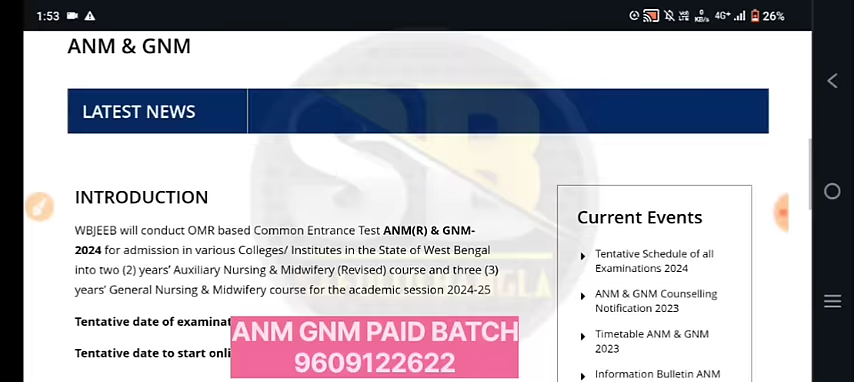 1:53
4G+ 26%
ANM & GNM
LATEST NEWS
INTRODUCTION
WBJEEB will conduct OMR based Common Entrance Test ANM(R) & GNM-
2024 for admission in various Colleges/ Institutes in the State of West Bengal
into two (2) years' Auxiliary Nursing & Midwifery (Revised) course and three (3)
years' General Nursing & Midwifery course for the academic session 2024-25
Tentative date of examinat
Tentative date to start onli
ANM GNM PAID BATCH
9609122622
Current Events
Tentative Schedule of all
Examinations 2024
ANM & GNM Counselling
Notification 2023
Timetable ANM & GNM
2023
Information Bulletin ANM
SB